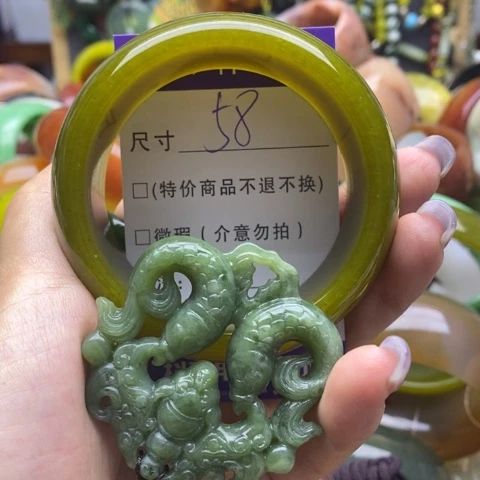 尺寸 58
□(特价商品不退不换)
□微瑕（介意勿拍）